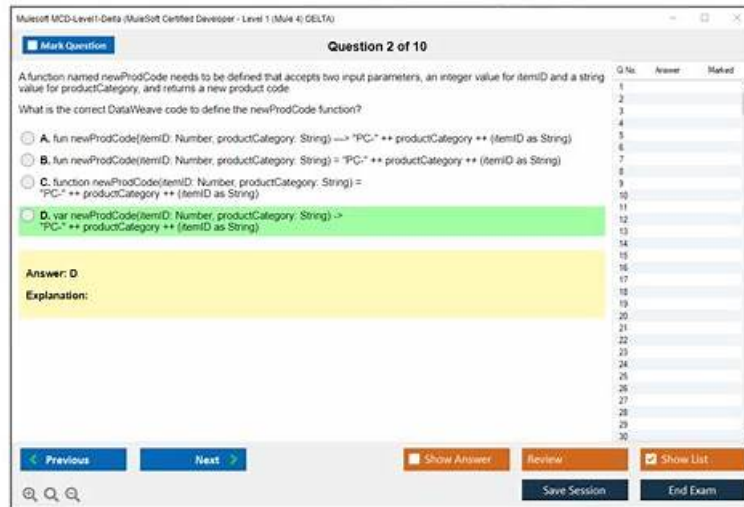 Mulesoft MCD-Level1-Delta (MuleSoft Certified Developer - Level 1 (Mule 4) DELTA)
Mark Question
Question 2 of 10
A function named newProdCode needs to be defined that accepts two input parameters, an integer value for itemID and a string
value for productCategory, and returns a new product code
What is the correct DataWeave code to define the newProdCode function?
A. fun newProdCode(itemID: Number, productCategory: String) —-> "PC-" ++ productCategory ++ (itemID as String)
B. fun newProdCode(itemID: Number, productCategory: String) = "PC-" ++ productCategory ++ (itemID as String)
C. function newProdCode(itemID: Number, productCategory: String) =
"PC-" ++ productCategory ++ (itemID as String)
D. var newProdCode(itemID: Number, productCategory: String) ->
"PC-" ++ productCategory ++ (itemID as String)
Answer: D
Explanation:
Q No. Answer Marked
1
2
3
4
5
6
7
8
9
10
11
12
13
14
15
16
17
18
19
20
21
22
23
24
25
26
27
28
29
30
Previous
Next
Show Answer
Review
Show List
Save Session
End Exam